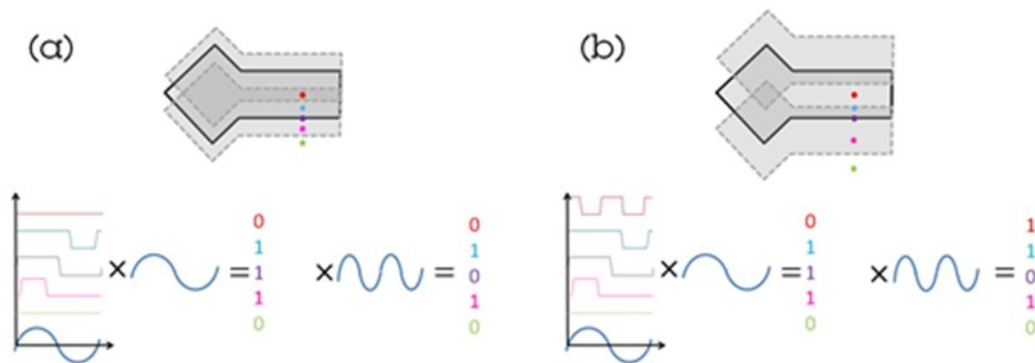 (a)
× = 0 1 1 1 0
× = 0 1 0 1 0
(b)
× = 0 1 1 1 0
× = 1 1 0 1 0